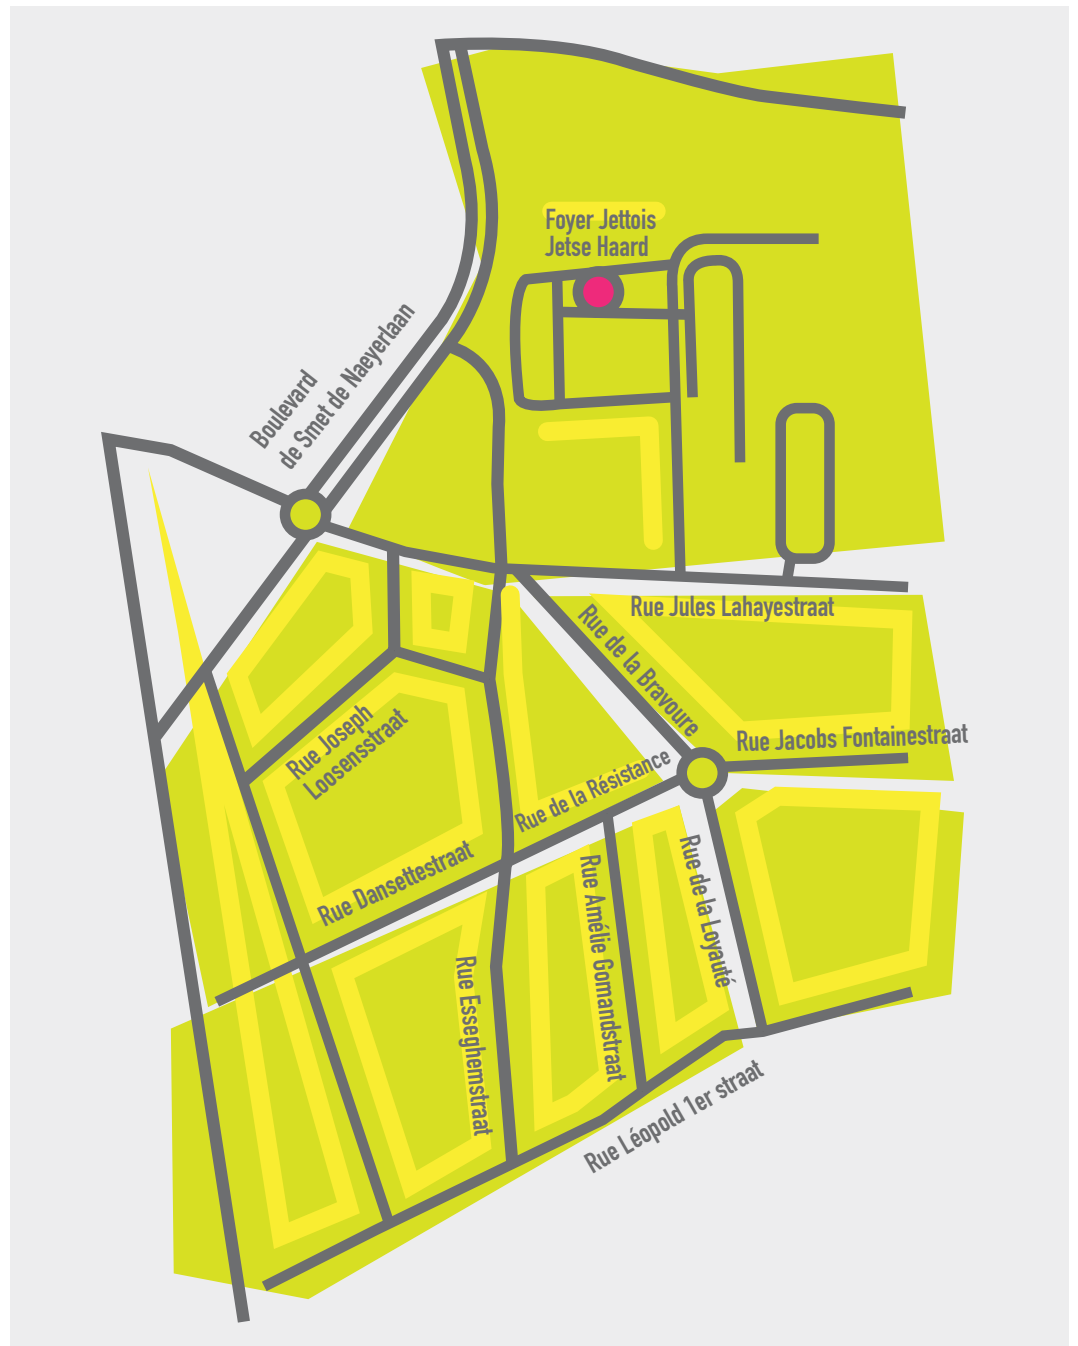 Foyer Jettois
Jetse Haard
Boulevard
de Smet de Naeyerlaan
Rue Jules Lahayestraat
Rue de la Bravoure
Rue Jacobs Fontainestraat
Rue Joseph
Loosensstraat
Rue de la Résistance
Rue Dansettestraat
Rue de la Loyauté
Rue Amélie Gomandstraat
Rue Esseghemstraat
Rue Léopold 1er straat